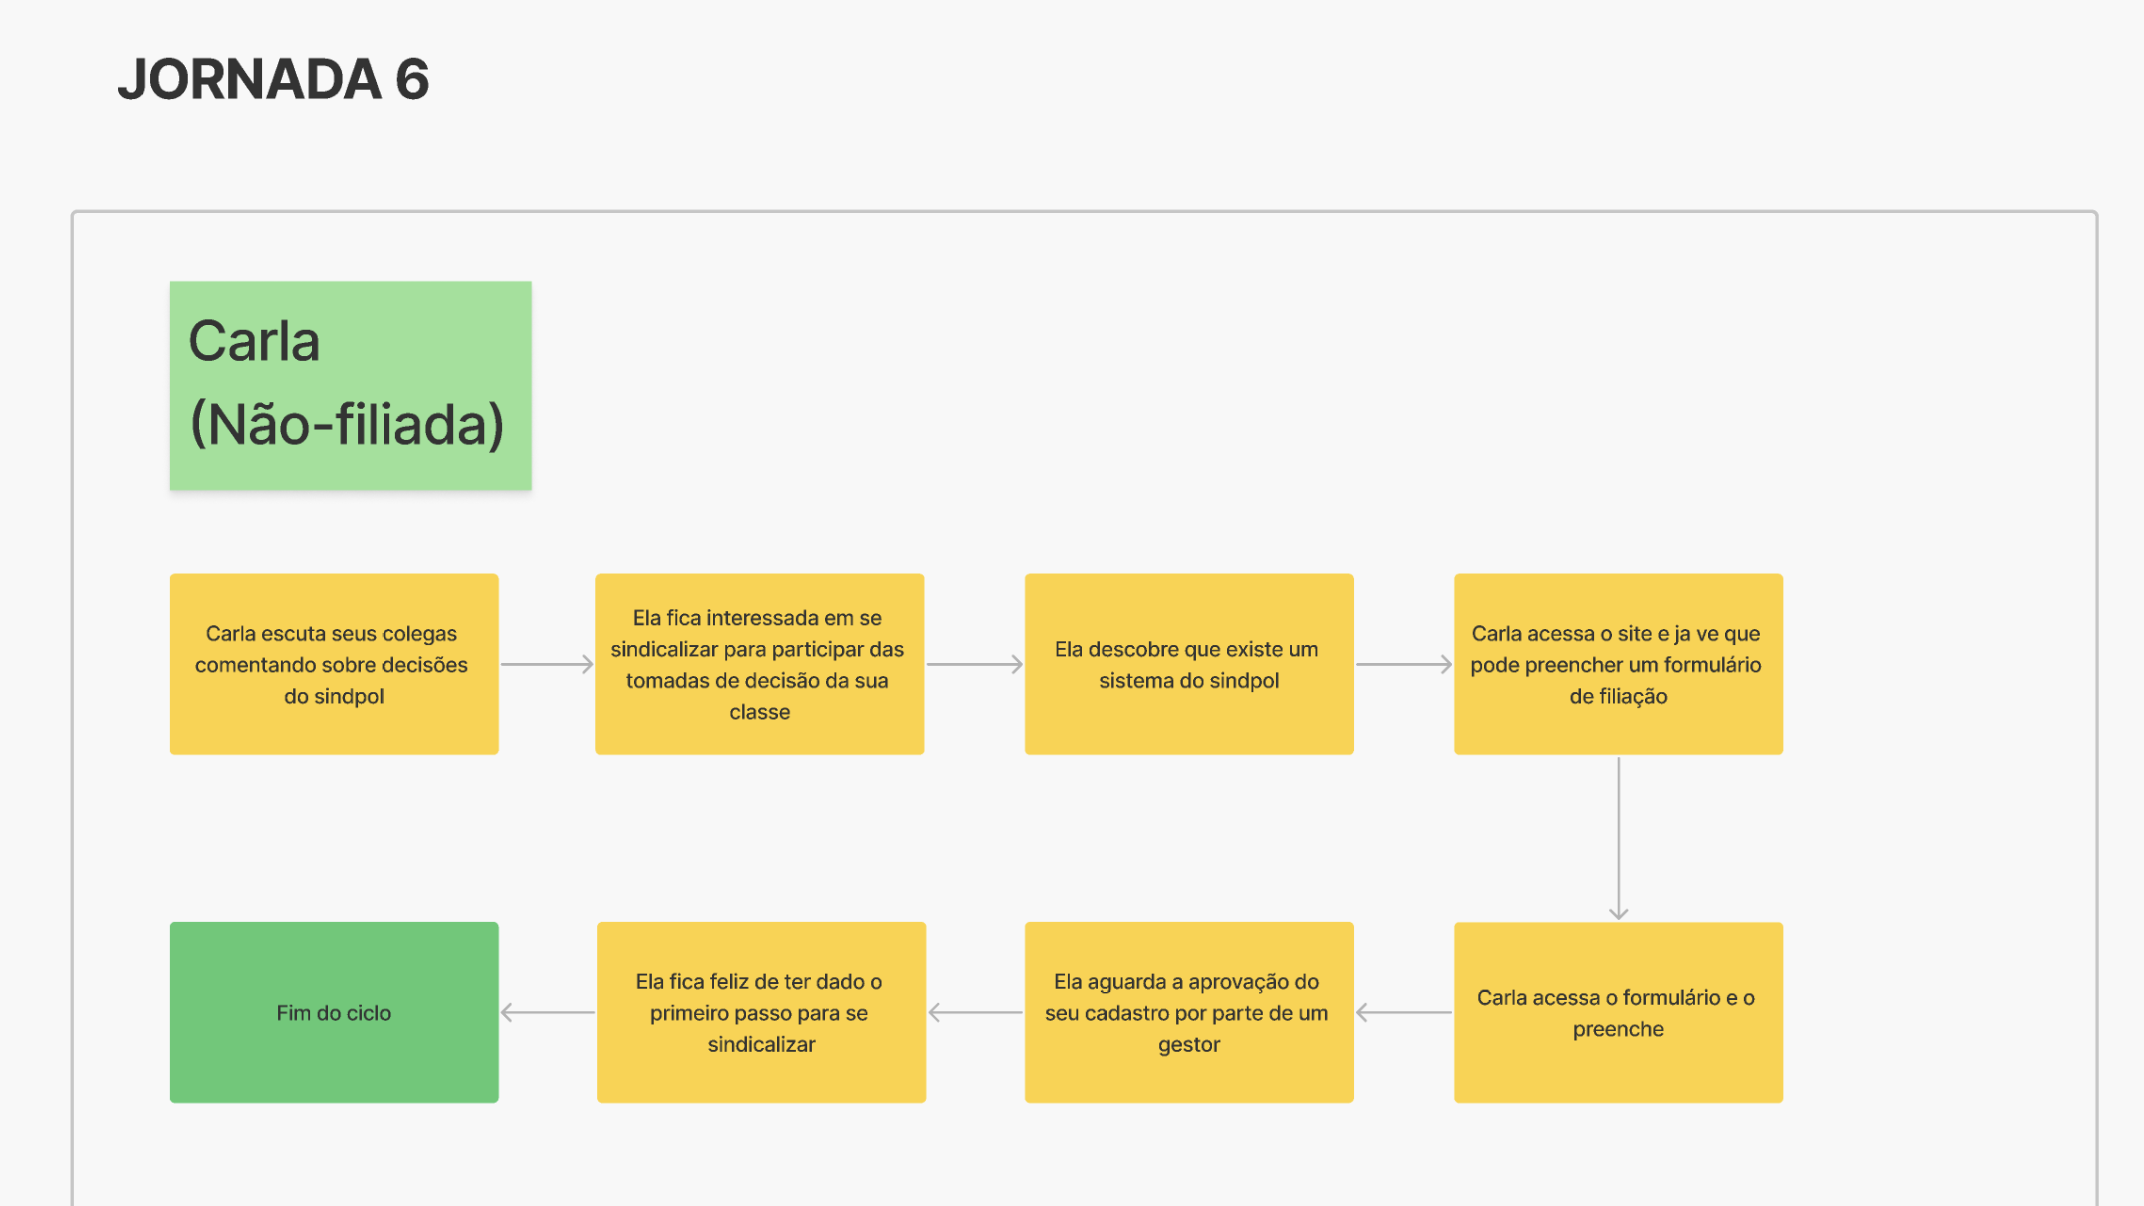 JORNADA 6
Carla
(Não-filiada)
Carla escuta seus colegas
comentando sobre decisões
do sindpol
Ela fica interessada em se
sindicalizar para participar das
tomadas de decisão da sua
classe
Ela descobre que existe um
sistema do sindpol
Carla acessa o site e ja ve que
pode preencher um formulário
de filiação
Carla acessa o formulário e o
preenche
Ela aguarda a aprovação do
seu cadastro por parte de um
gestor
Ela fica feliz de ter dado o
primeiro passo para se
sindicalizar
Fim do ciclo